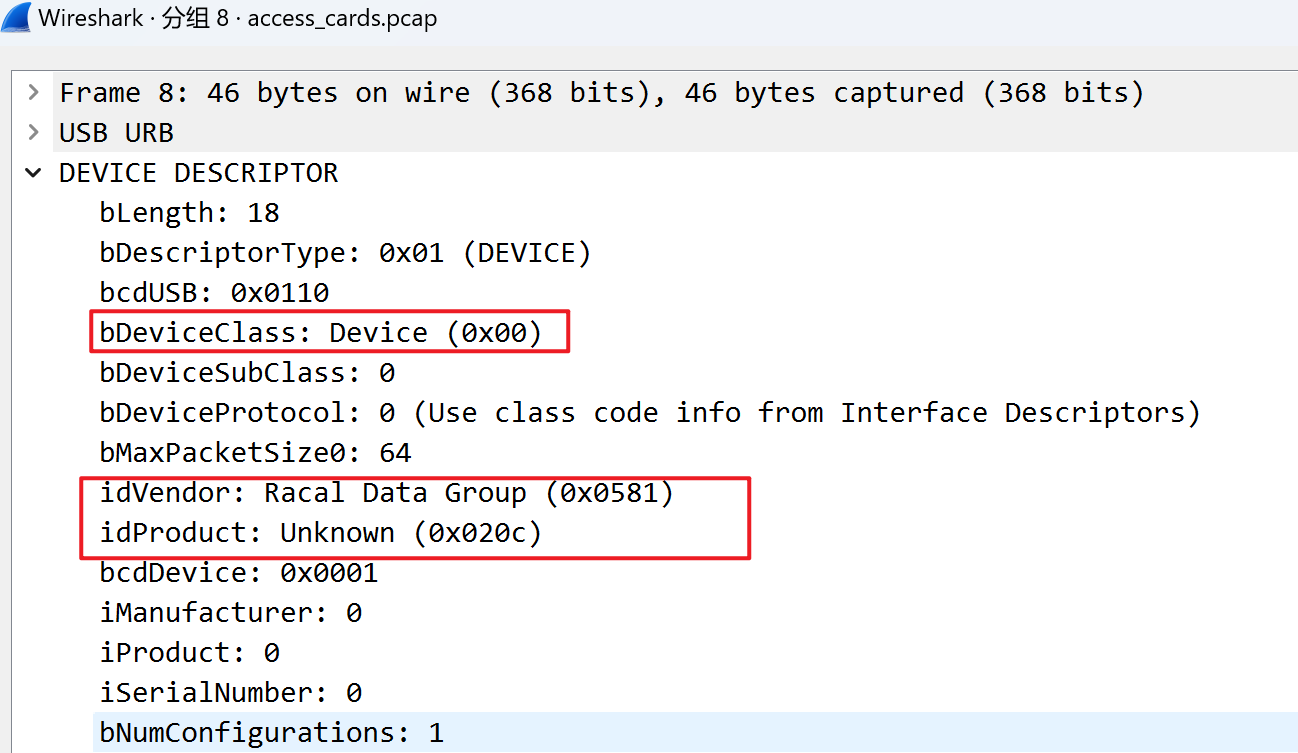 Wireshark · 分组 8 · access_cards.pcap
Frame 8: 46 bytes on wire (368 bits), 46 bytes captured (368 bits)
USB URB
DEVICE DESCRIPTOR
bLength: 18
bDescriptorType: 0x01 (DEVICE)
bcdUSB: 0x0110
bDeviceClass: Device (0x00)
bDeviceSubClass: 0
bDeviceProtocol: 0 (Use class code info from Interface Descriptors)
bMaxPacketSize0: 64
idVendor: Racal Data Group (0x0581)
idProduct: Unknown (0x020c)
bcdDevice: 0x0001
iManufacturer: 0
iProduct: 0
iSerialNumber: 0
bNumConfigurations: 1